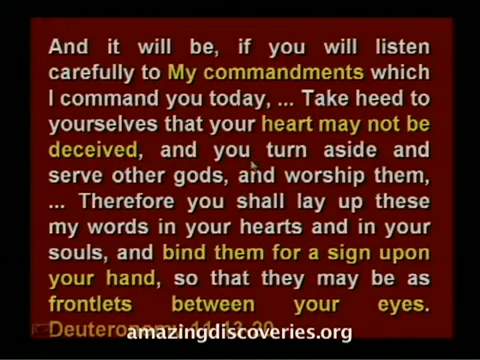 And it will be, if you will listen
carefully to My commandments which
I command you today, ... Take heed to
yourselves that your heart may not be
deceived, and you turn aside and
serve other gods, and worship them,
... Therefore you shall lay up these
my words in your hearts and in your
souls, and bind them for a sign upon
your hand, so that they may be as
frontlets between your eyes.
Deuteronomy 11:13-20
amazingdiscoveries.org